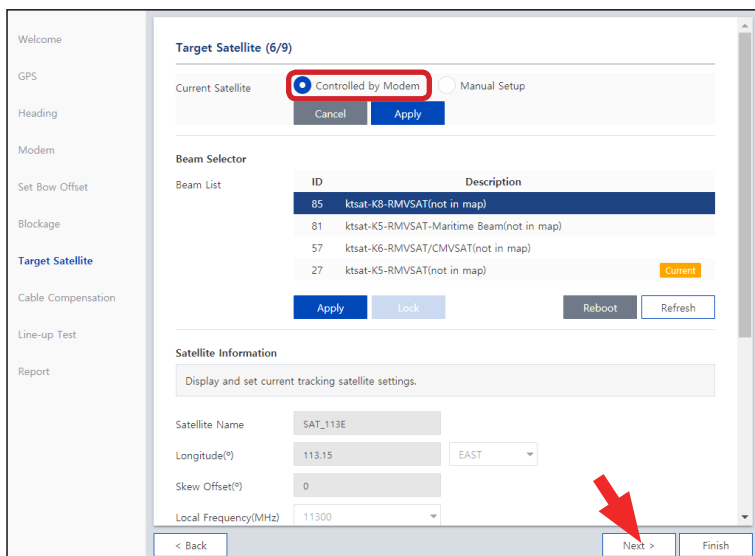 Welcome
GPS
Heading
Modem
Set Bow Offset
Blockage
Target Satellite
Cable Compensation
Line-up Test
Report
Target Satellite (6/9)
Current Satellite Controlled by Modem Manual Setup
Cancel Apply
Beam Selector
Beam List ID Description
85 ktsat-K8-RMVSAT(not in map)
81 ktsat-K5-RMVSAT-Maritime Beam(not in map)
57 ktsat-K6-RMVSAT/CMVSAT(not in map)
27 ktsat-K5-RMVSAT(not in map) Current
Apply Lock Reboot Refresh
Satellite Information
Display and set current tracking satellite settings.
Satellite Name SAT_113E
Longitude(º) 113.15 EAST
Skew Offset(º) 0
Local Frequency(MHz) 11300
< Back Next > Finish